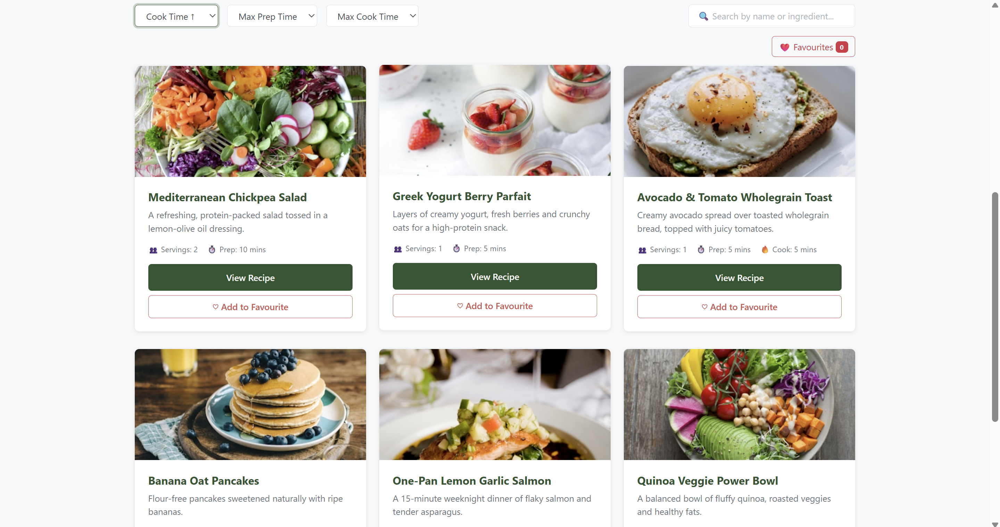 Cook Time ↑
Max Prep Time
Max Cook Time
Search by name or ingredient...
Favourites 0
Mediterranean Chickpea Salad
A refreshing, protein-packed salad tossed in a
lemon-olive oil dressing.
Servings: 2 Prep: 10 mins
View Recipe
♡ Add to Favourite
Greek Yogurt Berry Parfait
Layers of creamy yogurt, fresh berries and crunchy
oats for a high-protein snack.
Servings: 1 Prep: 5 mins
View Recipe
♡ Add to Favourite
Avocado & Tomato Wholegrain Toast
Creamy avocado spread over toasted wholegrain
bread, topped with juicy tomatoes.
Servings: 1 Prep: 5 mins Cook: 5 mins
View Recipe
♡ Add to Favourite
Banana Oat Pancakes
Flour-free pancakes sweetened naturally with ripe
bananas.
One-Pan Lemon Garlic Salmon
A 15-minute weeknight dinner of flaky salmon and
tender asparagus.
Quinoa Veggie Power Bowl
A balanced bowl of fluffy quinoa, roasted veggies
and healthy fats.